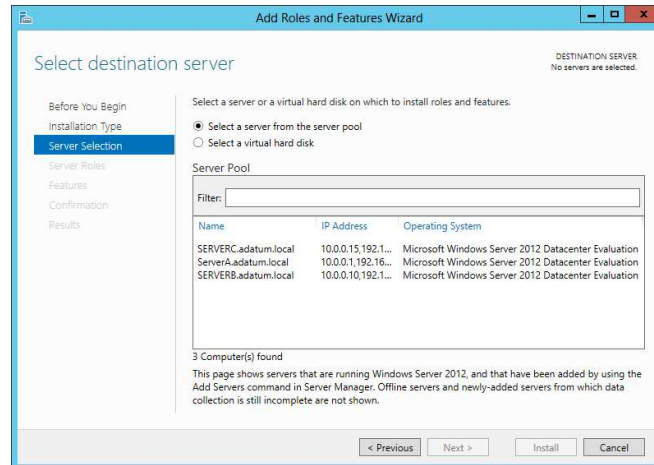 Add Roles and Features Wizard
Select destination server
DESTINATION SERVER
No servers are selected.
Before You Begin
Installation Type
Server Selection
Server Roles
Features
Confirmation
Results
Select a server or a virtual hard disk on which to install roles and features.
Select a server from the server pool
Select a virtual hard disk
Server Pool
Filter:
Name IP Address Operating System
SERVERC.adatum.local 10.0.0.15,192.1... Microsoft Windows Server 2012 Datacenter Evaluation
ServerA.adatum.local 10.0.0.1,192.16... Microsoft Windows Server 2012 Datacenter Evaluation
SERVERB.adatum.local 10.0.0.10,192.1... Microsoft Windows Server 2012 Datacenter Evaluation
3 Computer(s) found
This page shows servers that are running Windows Server 2012, and that have been added by using the
Add Servers command in Server Manager. Offline servers and newly-added servers from which data
collection is still incomplete are not shown.
< Previous
Next >
Install
Cancel